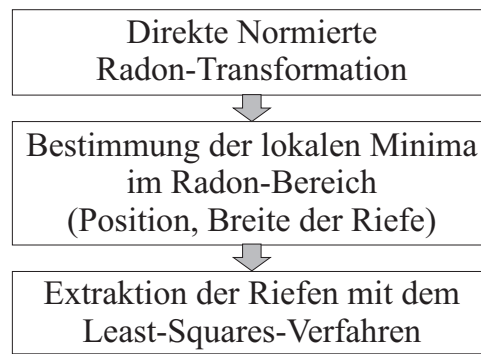 Direkte Normierte
Radon-Transformation
Bestimmung der lokalen Minima
im Radon-Bereich
(Position, Breite der Riefe)
Extraktion der Riefen mit dem
Least-Squares-Verfahren